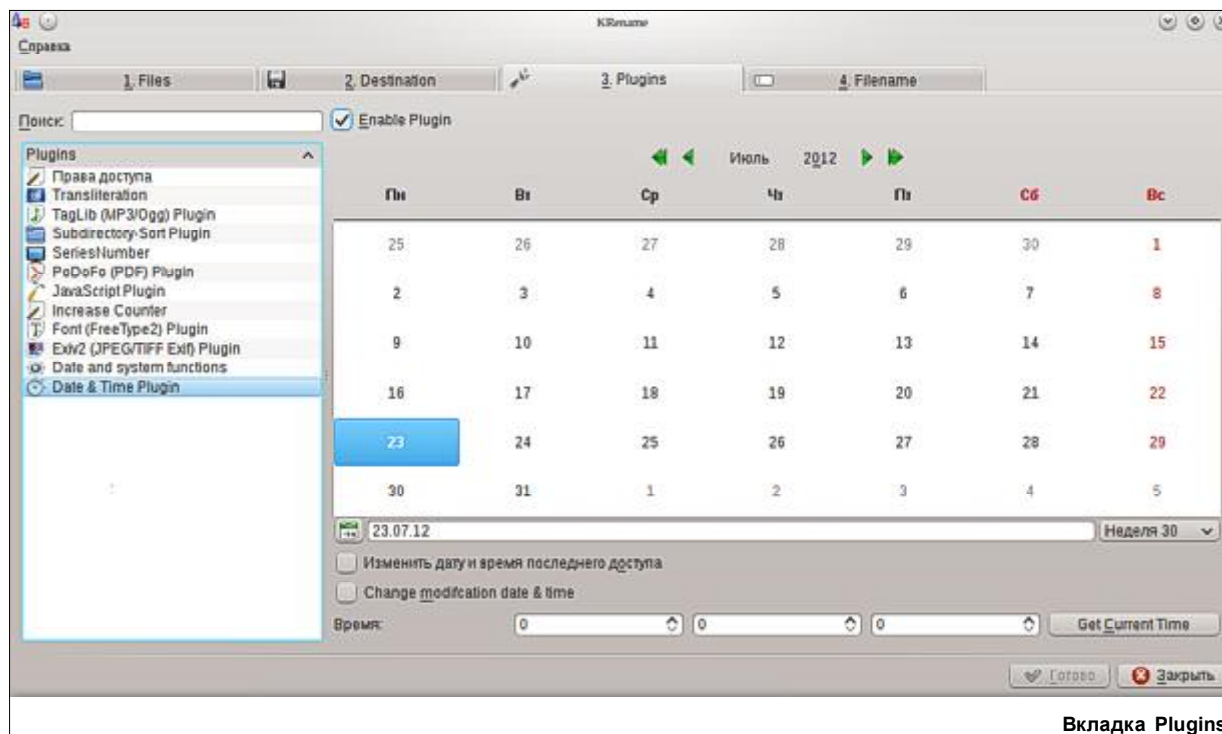 KRename
Справка
1. Files 2. Destination 3. Plugins 4. Filename
Поиск: Enable Plugin
Plugins
Права доступа
Transliteration
TagLib (MP3/Ogg) Plugin
Subdirectory-Sort Plugin
SeriesNumber
PoDoFo (PDF) Plugin
JavaScript Plugin
Increase Counter
Font (FreeType2) Plugin
Exiv2 (JPEG/TIFF Exif) Plugin
Date and system functions
Date & Time Plugin
Июль 2012
Пн Вт Ср Чт Пт Сб Вс
25 26 27 28 29 30 1
2 3 4 5 6 7 8
9 10 11 12 13 14 15
16 17 18 19 20 21 22
23 24 25 26 27 28 29
30 31 1 2 3 4 5
23.07.12 Неделя 30
Изменить дату и время последнего доступа
Change modifcation date & time
Время: 0 0 0 Get Current Time
Готово Закрыть
Вкладка Plugins